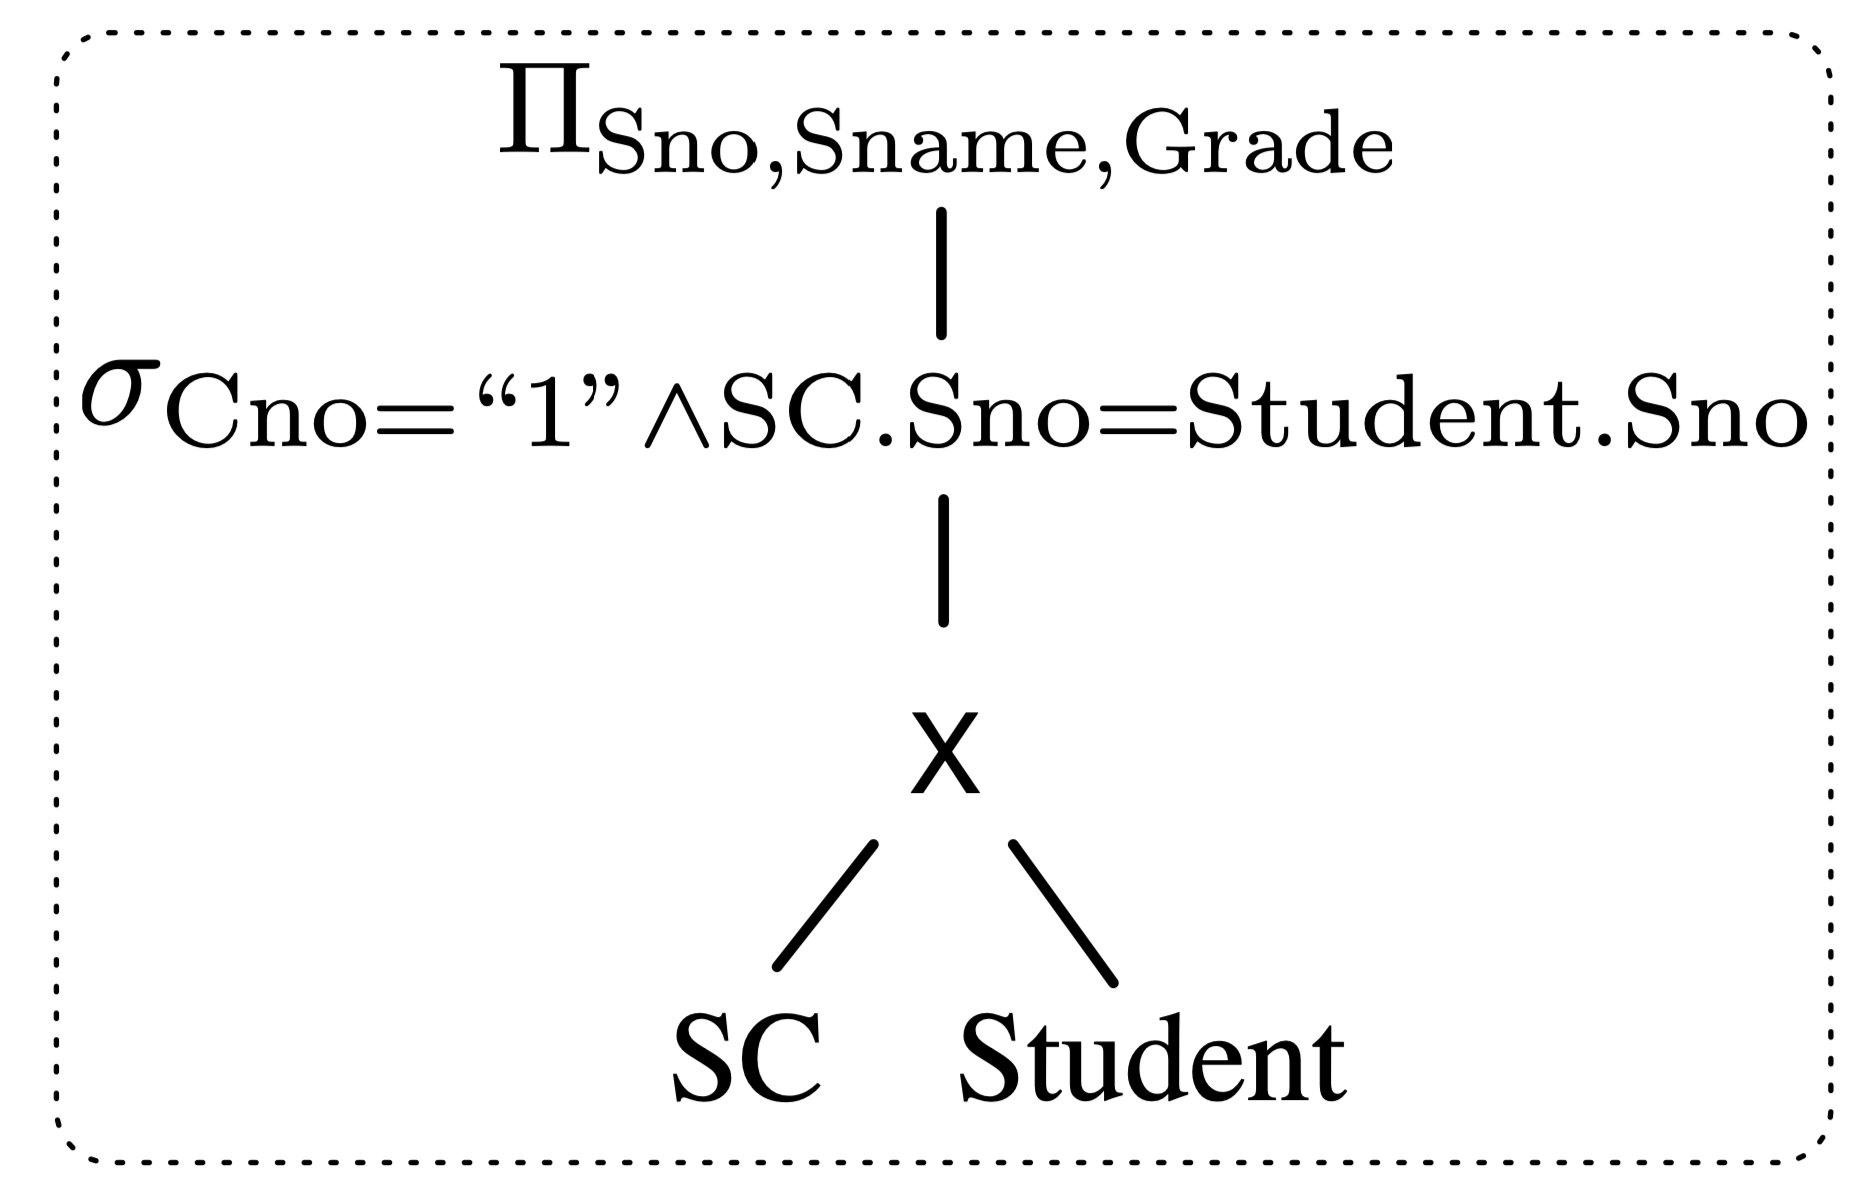 ΠSno,Sname,Grade
σCno=“1”∧SC.Sno=Student.Sno
X
SC Student